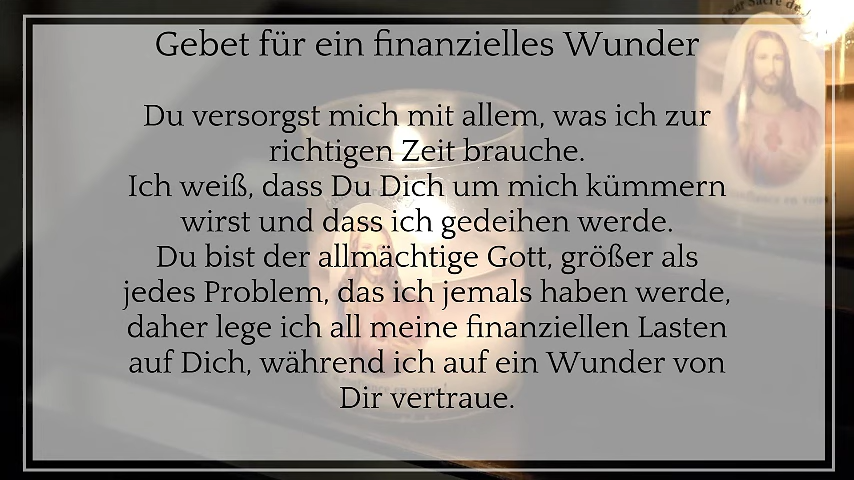 Gebet für ein finanzielles Wunder
Du versorgst mich mit allem, was ich zur
richtigen Zeit brauche.
Ich weiß, dass Du Dich um mich kümmern
wirst und dass ich gedeihen werde.
Du bist der allmächtige Gott, größer als
jedes Problem, das ich jemals haben werde,
daher lege ich all meine finanziellen Lasten
auf Dich, während ich auf ein Wunder von
Dir vertraue.
Sacré de